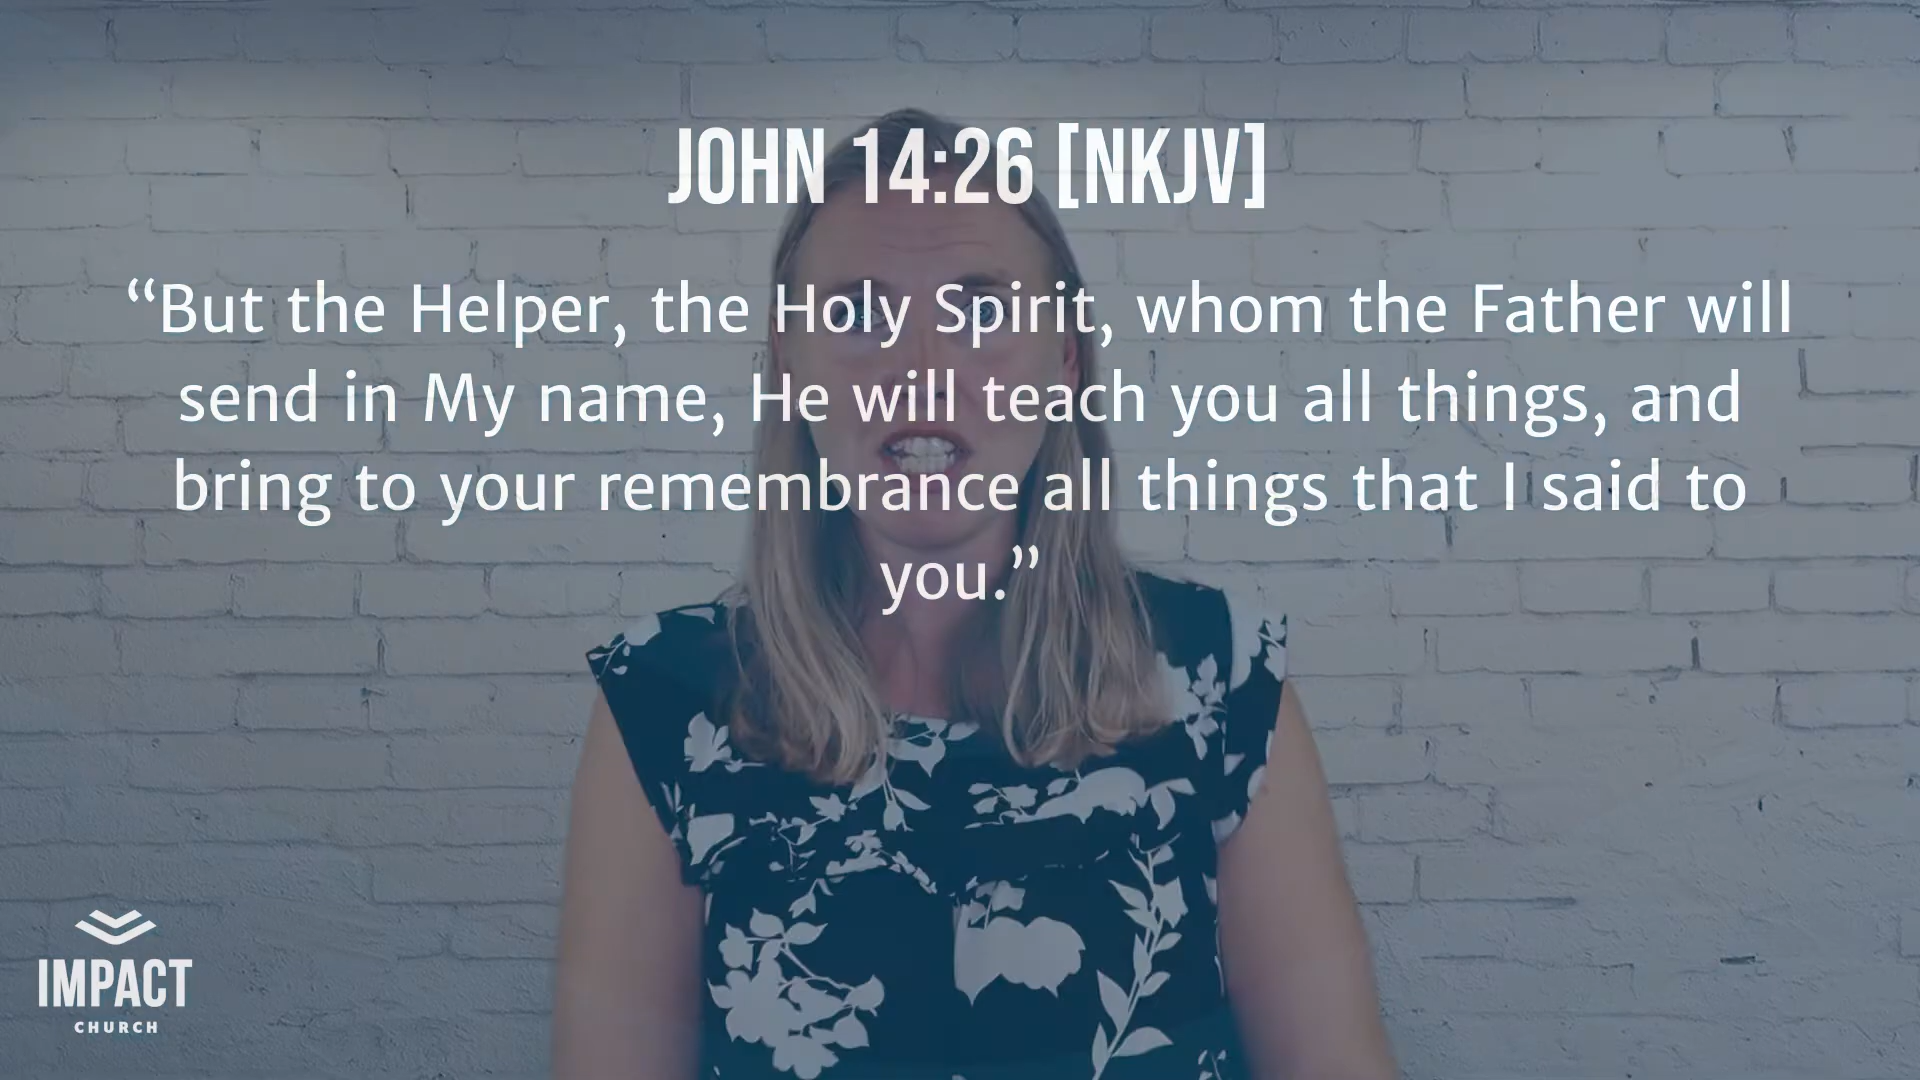 JOHN 14:26 [NKJV]
“But the Helper, the Holy Spirit, whom the Father will
send in My name, He will teach you all things, and
bring to your remembrance all things that I said to
you.”
IMPACT
CHURCH